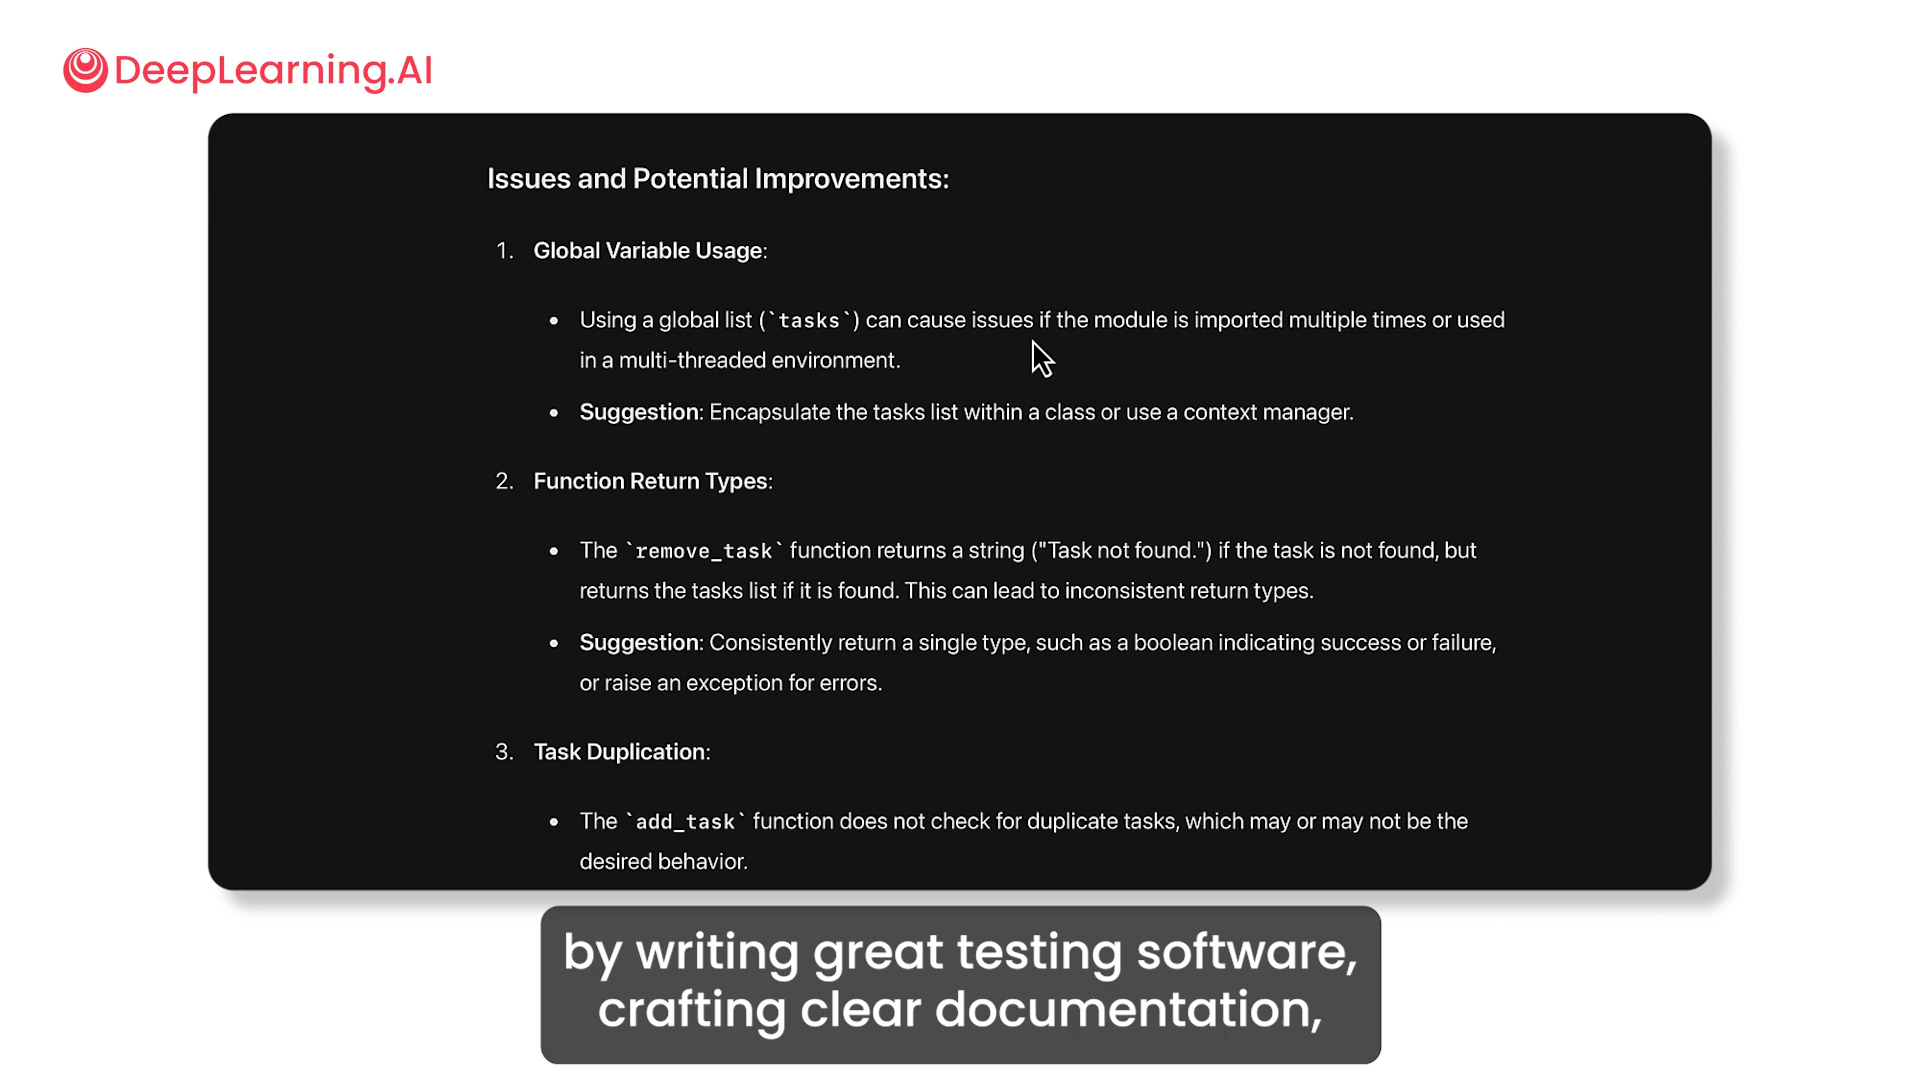 DeepLearning.AI
Issues and Potential Improvements:
1. Global Variable Usage:
• Using a global list (`tasks`) can cause issues if the module is imported multiple times or used
in a multi-threaded environment.
• Suggestion: Encapsulate the tasks list within a class or use a context manager.
2. Function Return Types:
• The `remove_task` function returns a string ("Task not found.") if the task is not found, but
returns the tasks list if it is found. This can lead to inconsistent return types.
• Suggestion: Consistently return a single type, such as a boolean indicating success or failure,
or raise an exception for errors.
3. Task Duplication:
• The `add_task` function does not check for duplicate tasks, which may or may not be the
desired behavior.
by writing great testing software,
crafting clear documentation,